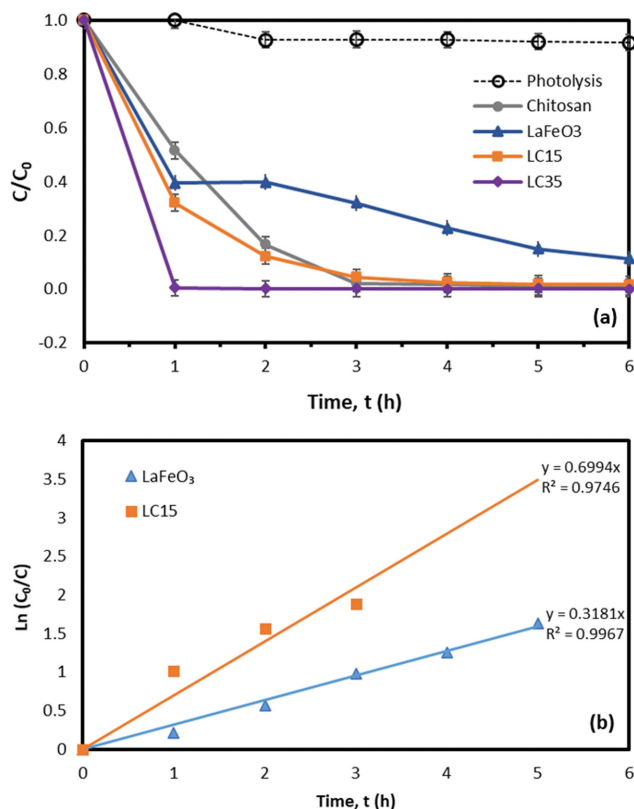 1.0
0.8
0.6
0.4
0.2
0.0
-0.2
C/C₀
Photolysis
Chitosan
LaFeO3
LC15
LC35
(a)
0 1 2 3 4 5 6
Time, t (h)
4
3.5
3
2.5
2
1.5
1
0.5
0
Ln (C₀/C)
LaFeO₃
LC15
y = 0.6994x
R² = 0.9746
y = 0.3181x
R² = 0.9967
(b)
0 1 2 3 4 5 6
Time, t (h)